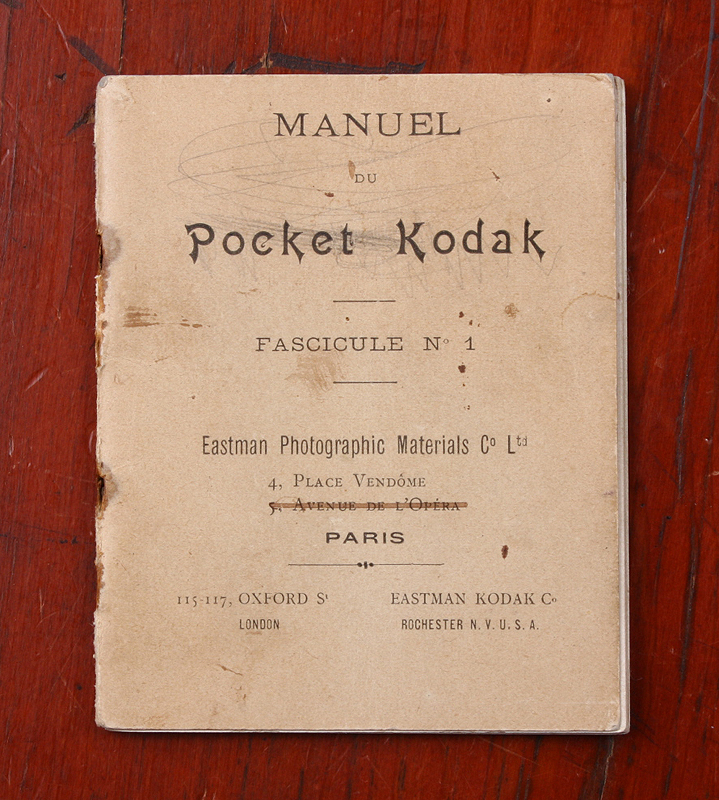 MANUEL
DU
Pocket Kodak
FASCICULE No 1
Eastman Photographic Materials Co Ltd
4, PLACE VENDÔME
5, AVENUE DE L'OPÉRA
PARIS
115-117, OXFORD St
LONDON
EASTMAN KODAK Co
ROCHESTER N. V. U. S. A.